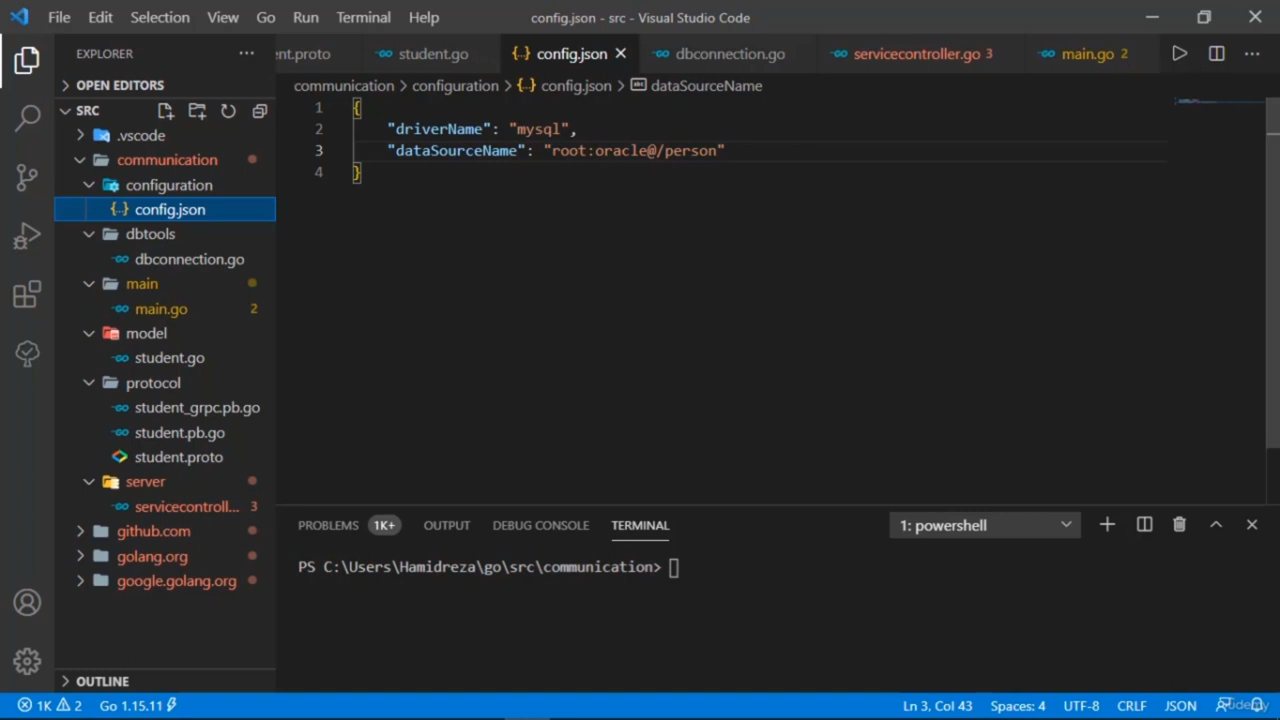 File Edit Selection View Go Run Terminal Help config.json - src - Visual Studio Code
EXPLORER
OPEN EDITORS
SRC
.vscode
communication
configuration
config.json
dbtools
dbconnection.go
main
main.go 2
model
student.go
protocol
student_grpc.pb.go
student.pb.go
student.proto
server
servicecontroll... 3
github.com
golang.org
google.golang.org
OUTLINE
ent.proto student.go {..} config.json dbconnection.go servicecontroller.go 3 main.go 2
communication > configuration > {..} config.json > dataSourceName
1 {
2 "driverName": "mysql",
3 "dataSourceName": "root:oracle@/person"
4 }
PROBLEMS 1K+ OUTPUT DEBUG CONSOLE TERMINAL 1: powershell
PS C:\Users\Hamidreza\go\src\communication>
1K 2 Go 1.15.11 Ln 3, Col 43 Spaces: 4 UTF-8 CRLF JSON